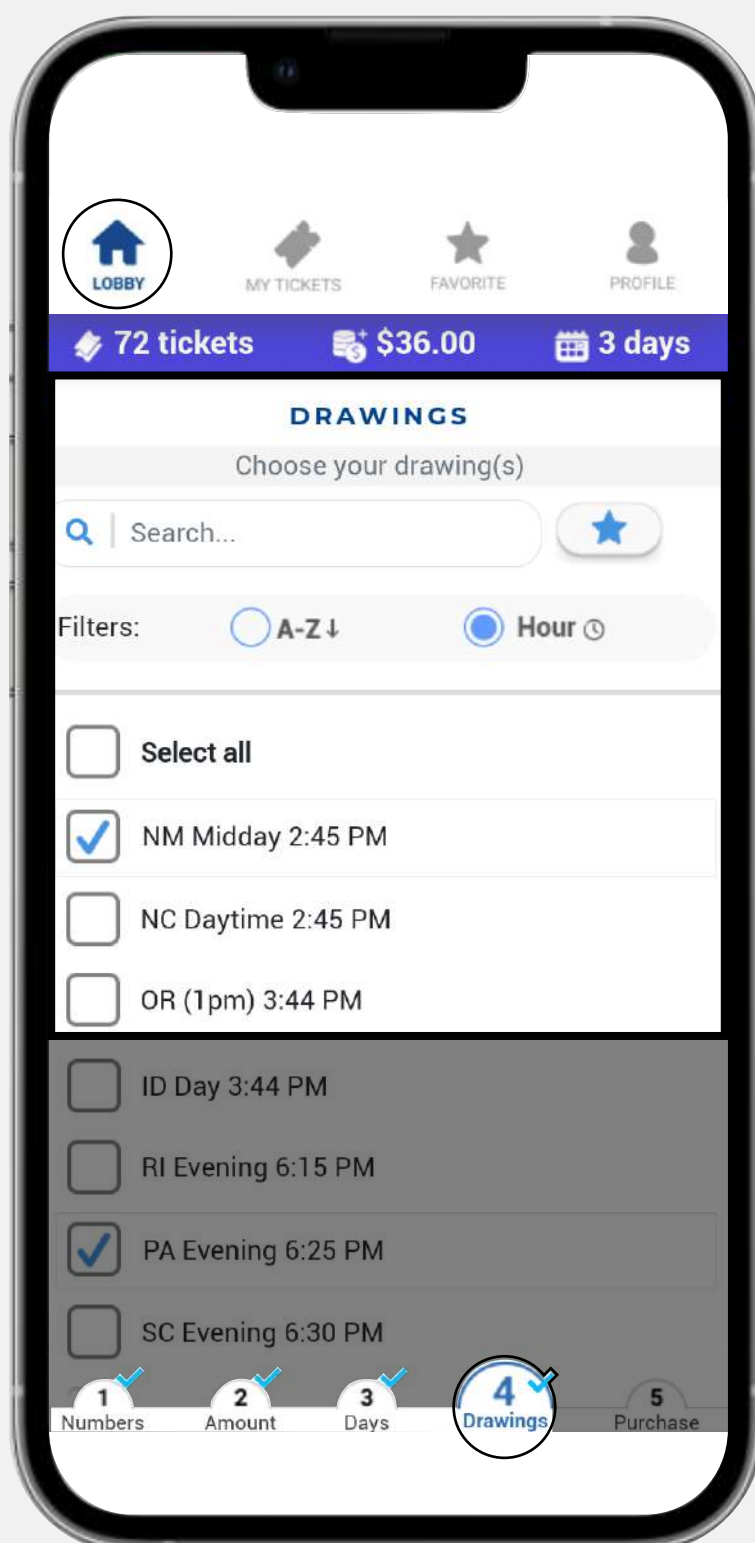 LOBBY
MY TICKETS
FAVORITE
PROFILE
72 tickets $36.00 3 days
DRAWINGS
Choose your drawing(s)
Search...
Filters: A-Z↓ Hour
Select all
NM Midday 2:45 PM
NC Daytime 2:45 PM
OR (1pm) 3:44 PM
ID Day 3:44 PM
RI Evening 6:15 PM
PA Evening 6:25 PM
SC Evening 6:30 PM
1 Numbers
2 Amount
3 Days
4 Drawings
5 Purchase